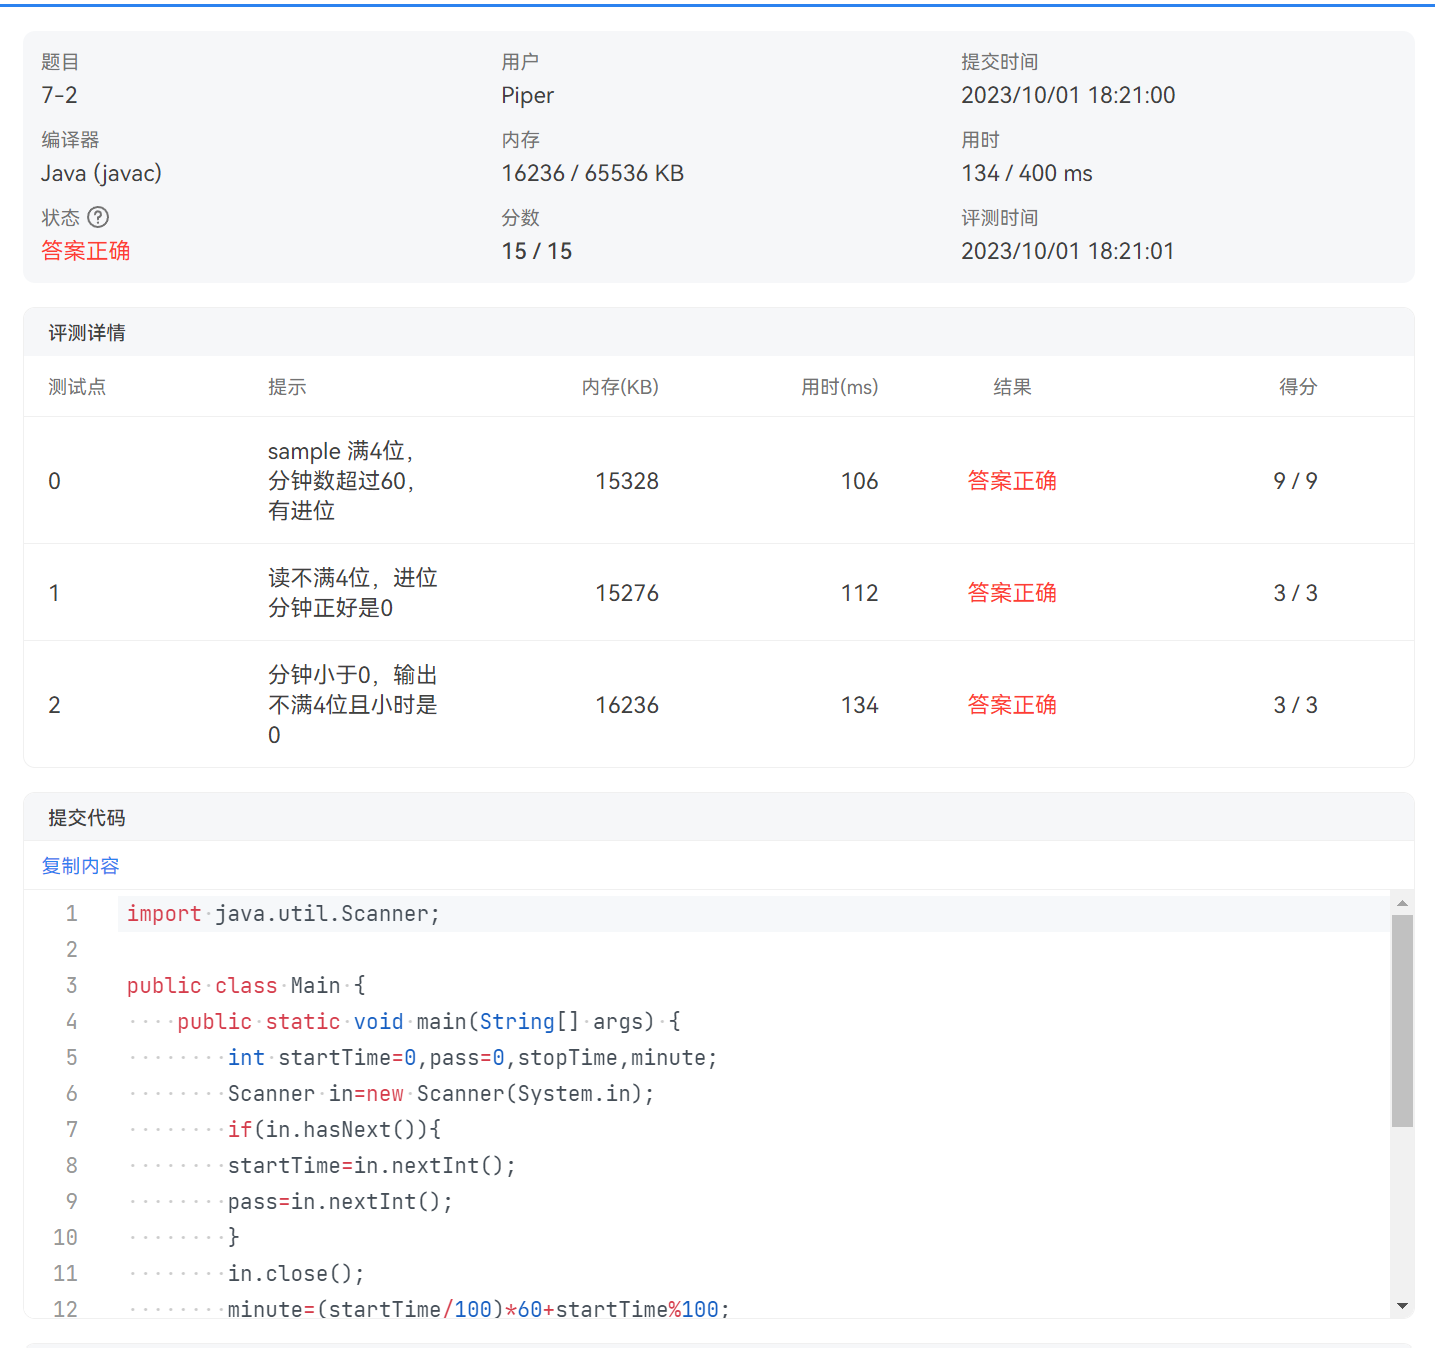 题目 用户 提交时间
7-2 Piper 2023/10/01 18:21:00
编译器 内存 用时
Java (javac) 16236 / 65536 KB 134 / 400 ms
状态 ? 分数 评测时间
答案正确 15 / 15 2023/10/01 18:21:01
评测详情
测试点 提示 内存(KB) 用时(ms) 结果 得分
sample 满4位，
0 分钟数超过60， 15328 106 答案正确 9 / 9
有进位
读不满4位，进位
1 分钟正好是0 15276 112 答案正确 3 / 3
分钟小于0，输出
2 不满4位且小时是 16236 134 答案正确 3 / 3
0
提交代码
复制内容
1 import java.util.Scanner;
2
3 public class Main {
4     public static void main(String[] args) {
5         int startTime=0,pass=0,stopTime,minute;
6         Scanner in=new Scanner(System.in);
7         if(in.hasNext()){
8         startTime=in.nextInt();
9         pass=in.nextInt();
10         }
11         in.close();
12         minute=(startTime/100)*60+startTime%100;